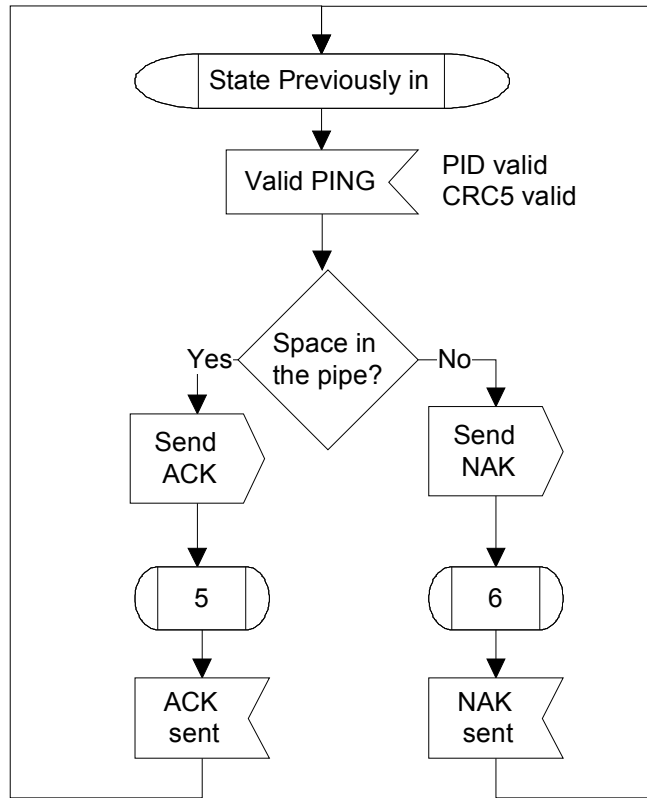 State Previously in
Valid PING
PID valid
CRC5 valid
Space in
the pipe?
Yes
No
Send
ACK
Send
NAK
5
6
ACK
sent
NAK
sent